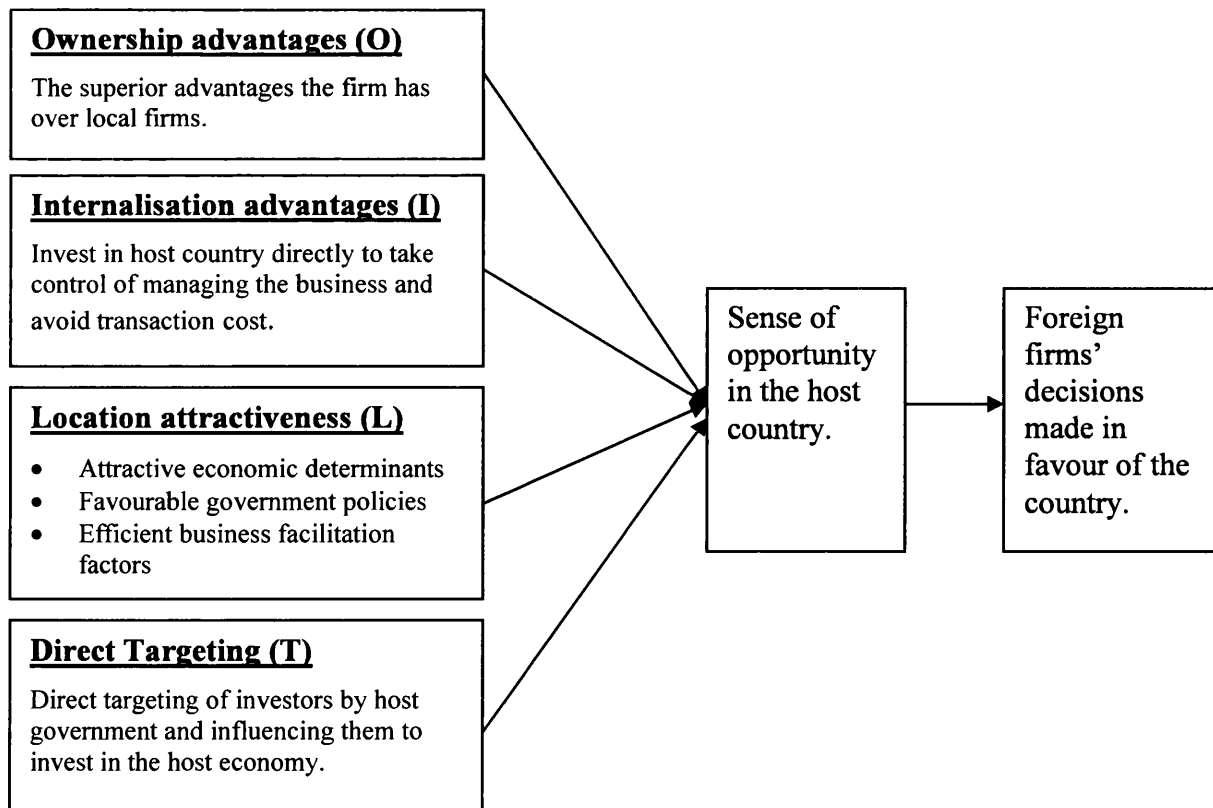 Ownership advantages (O)
The superior advantages the firm has
over local firms.
Internalisation advantages (I)
Invest in host country directly to take
control of managing the business and
avoid transaction cost.
Location attractiveness (L)
• Attractive economic determinants
• Favourable government policies
• Efficient business facilitation
factors
Direct Targeting (T)
Direct targeting of investors by host
government and influencing them to
invest in the host economy.
Sense of
opportunity
in the host
country.
Foreign
firms’
decisions
made in
favour of the
country.